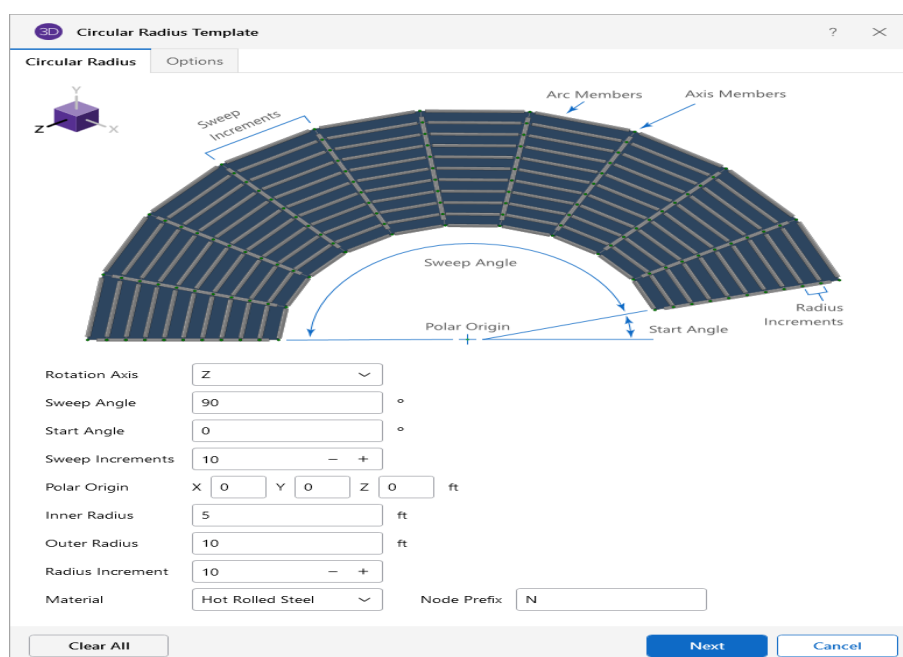 3D Circular Radius Template ?
Circular Radius Options
Y
Z X
Sweep
Increments
Arc Members Axis Members
Sweep Angle
Polar Origin
Start Angle
Radius
Increments
Rotation Axis Z
Sweep Angle 90 °
Start Angle 0 °
Sweep Increments 10 − +
Polar Origin X 0 Y 0 Z 0 ft
Inner Radius 5 ft
Outer Radius 10 ft
Radius Increment 10 − +
Material Hot Rolled Steel Node Prefix N
Clear All Next Cancel